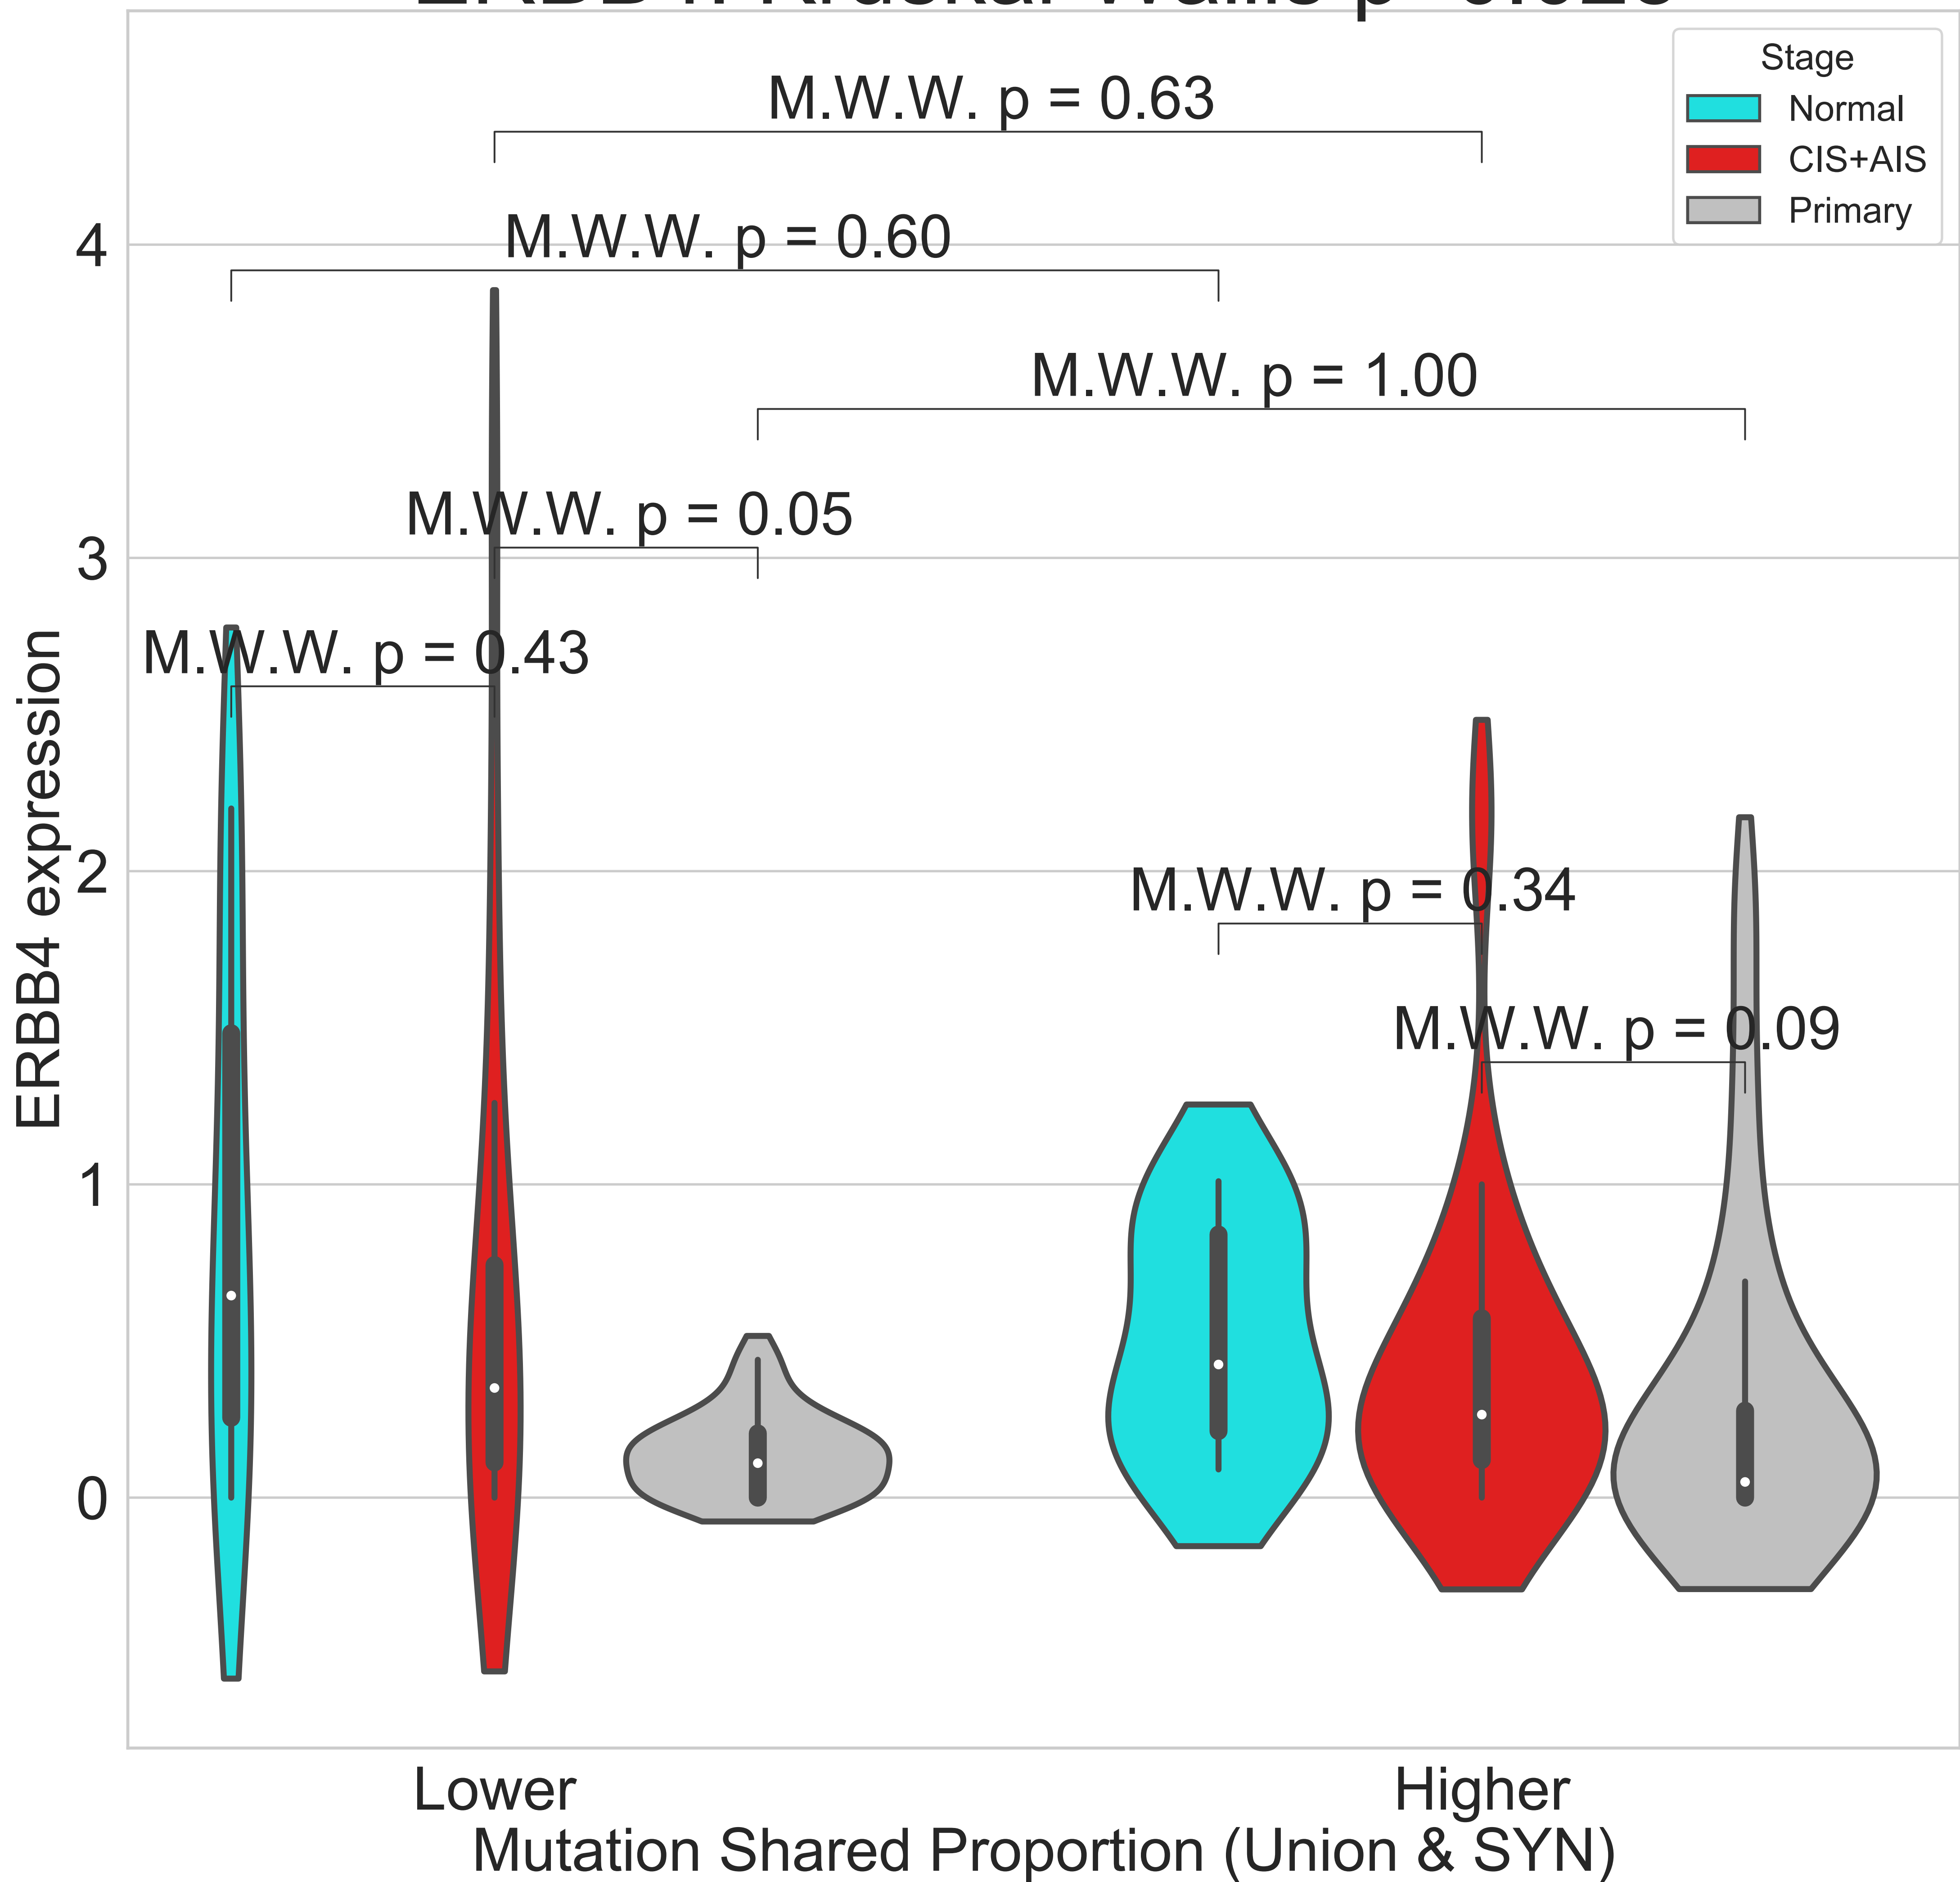 Stage
Normal
CIS+AIS
Primary
M.W.W. p = 0.63
M.W.W. p = 0.60
M.W.W. p = 1.00
M.W.W. p = 0.05
M.W.W. p = 0.43
M.W.W. p = 0.34
M.W.W. p = 0.09
4
3
2
1
0
ERBB4 expression
Lower
Higher
Mutation Shared Proportion (Union & SYN)